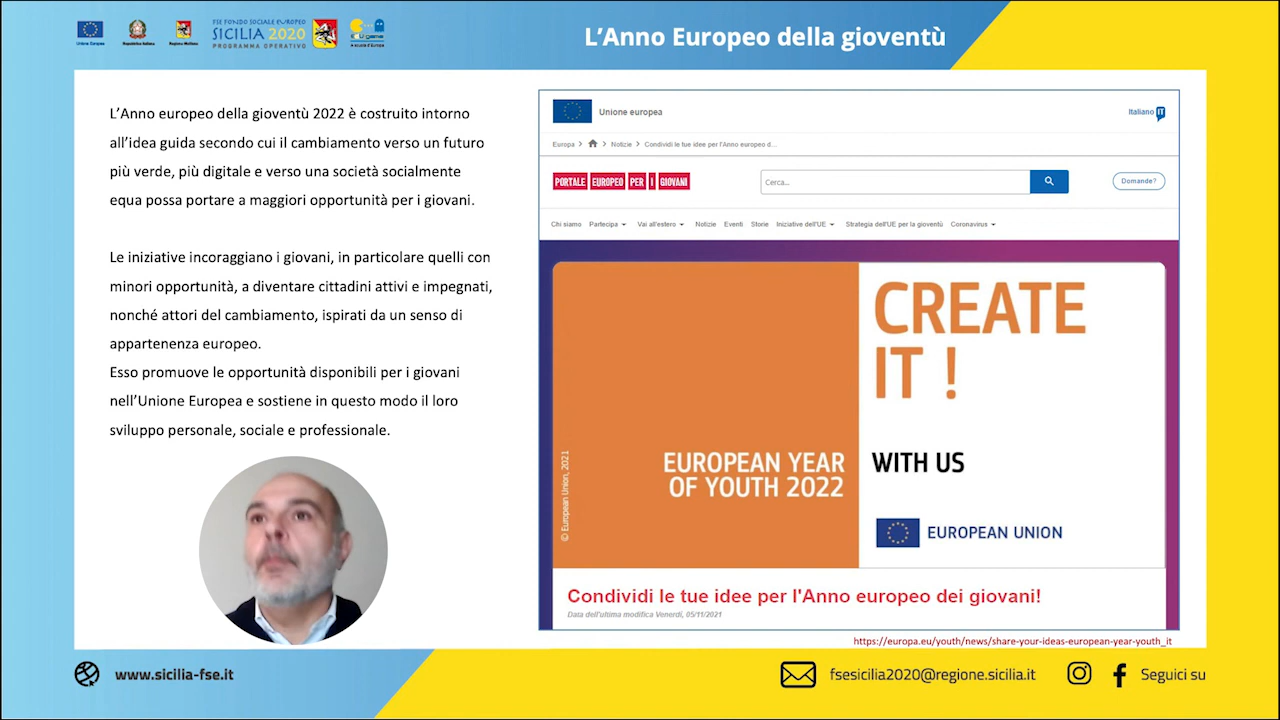 Unione Europea
Repubblica Italiana
Regione Siciliana
FSE FONDO SOCIALE EUROPEO
SICILIA 2020
PROGRAMMA OPERATIVO
A scuola d'Europa
L'Anno Europeo della gioventù
L'Anno europeo della gioventù 2022 è costruito intorno
all'idea guida secondo cui il cambiamento verso un futuro
più verde, più digitale e verso una società socialmente
equa possa portare a maggiori opportunità per i giovani.
Le iniziative incoraggiano i giovani, in particolare quelli con
minori opportunità, a diventare cittadini attivi e impegnati,
nonché attori del cambiamento, ispirati da un senso di
appartenenza europeo.
Esso promuove le opportunità disponibili per i giovani
nell'Unione Europea e sostiene in questo modo il loro
sviluppo personale, sociale e professionale.
Unione europea
Italiano IT
Europa > Notizie > Condividi le tue idee per l'Anno europeo d...
PORTALE EUROPEO PER I GIOVANI
Cerca...
Domande?
Chi siamo Partecipa Vai all'estero Notizie Eventi Storie Iniziative dell'UE Strategia dell'UE per la gioventù Coronavirus
CREATE
IT !
EUROPEAN YEAR
OF YOUTH 2022
WITH US
© European Union, 2021
EUROPEAN UNION
Condividi le tue idee per l'Anno europeo dei giovani!
Data dell'ultima modifica Venerdì, 05/11/2021
https://europa.eu/youth/news/share-your-ideas-european-year-youth_it
www.sicilia-fse.it
fsesicilia2020@regione.sicilia.it
Seguici su